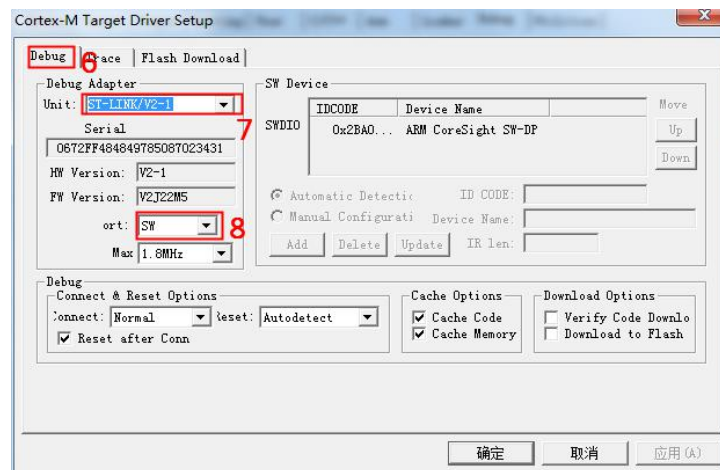 Cortex-M Target Driver Setup
Debug 6 race Flash Download
Debug Adapter
Unit: ST-LINK/V2-1 7
Serial
0672FF484849785087023431
HW Version: V2-1
FW Version: V2J22M5
ort: SW 8
Max 1.8MHz
SW Device
IDCODE Device Name
SWDIO 0x2BA0... ARM CoreSight SW-DP
Move
Up
Down
Automatic Detectic ID CODE:
Manual Configurati Device Name:
Add Delete Update IR len:
Debug
Connect & Reset Options
Connect: Normal Reset: Autodetect
Reset after Conn
Cache Options
Cache Code
Cache Memory
Download Options
Verify Code Downlo
Download to Flash
确定 取消 应用(A)